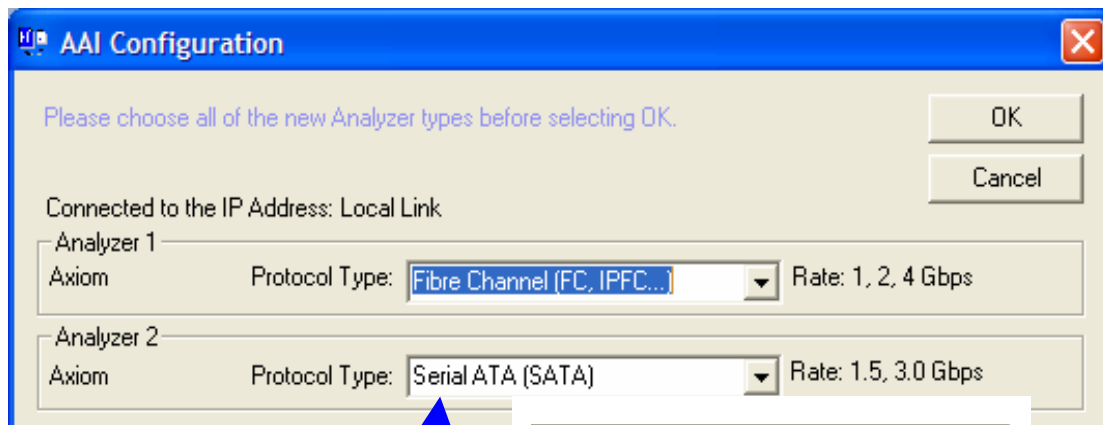 AAI Configuration
Please choose all of the new Analyzer types before selecting OK.
OK
Cancel
Connected to the IP Address: Local Link
Analyzer 1
Axiom Protocol Type: Fibre Channel (FC, IPFC...) Rate: 1, 2, 4 Gbps
Analyzer 2
Axiom Protocol Type: Serial ATA (SATA) Rate: 1.5, 3.0 Gbps